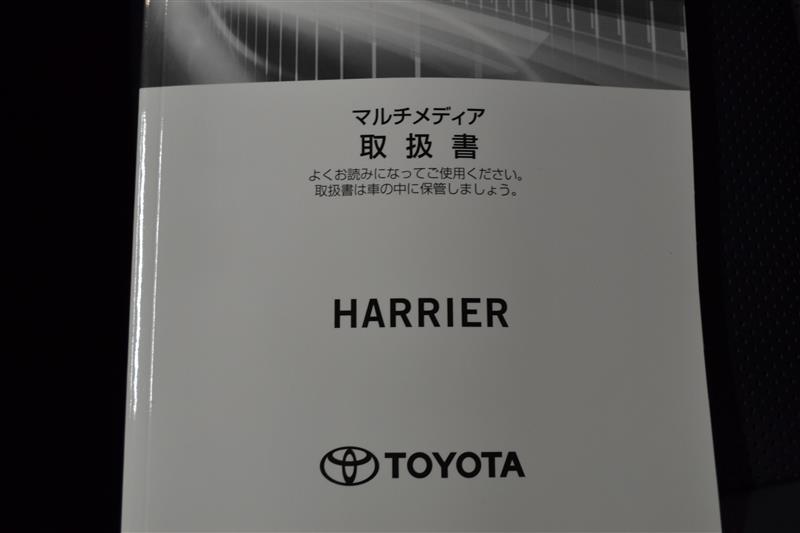 マルチメディア
取扱書
よくお読みになってご使用ください。
取扱書は車の中に保管しましょう。
HARRIER
TOYOTA